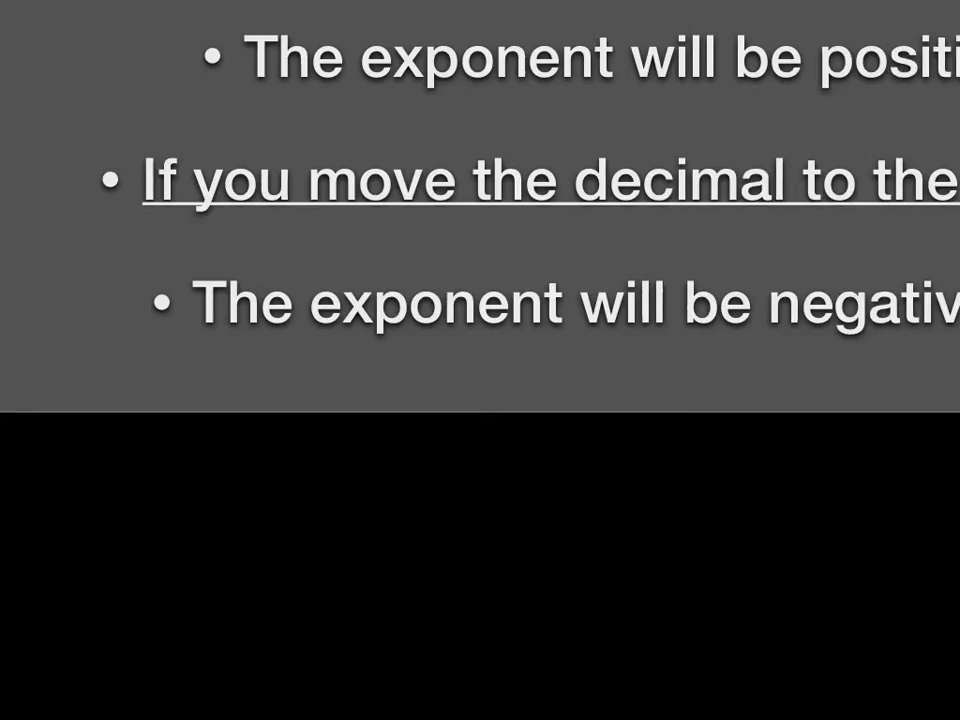 • The exponent will be positi
• If you move the decimal to the
• The exponent will be negativ